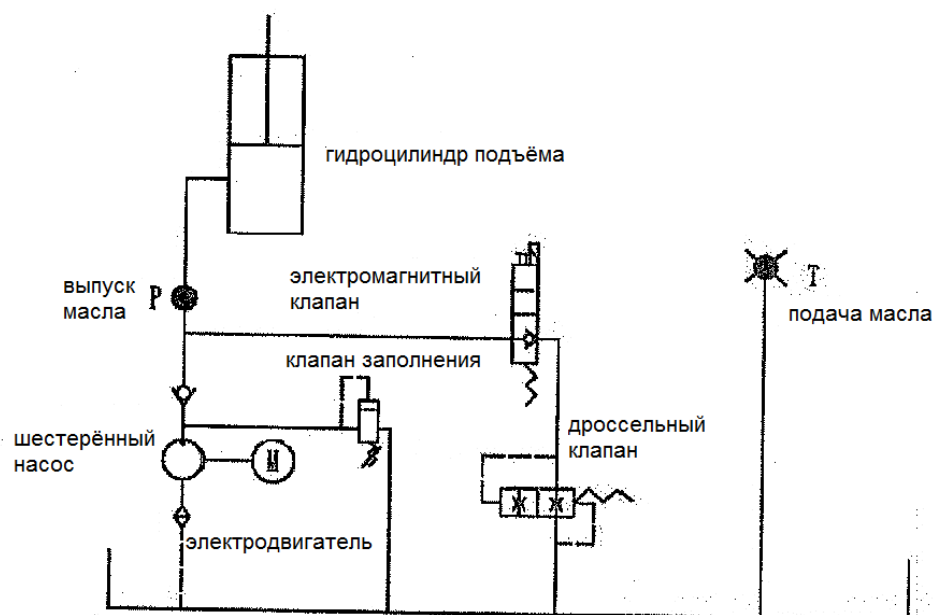 гидроцилиндр подъёма
электромагнитный
клапан
выпуск
масла
P
T
подача масла
клапан заполнения
шестерённый
насос
M
дроссельный
клапан
электродвигатель